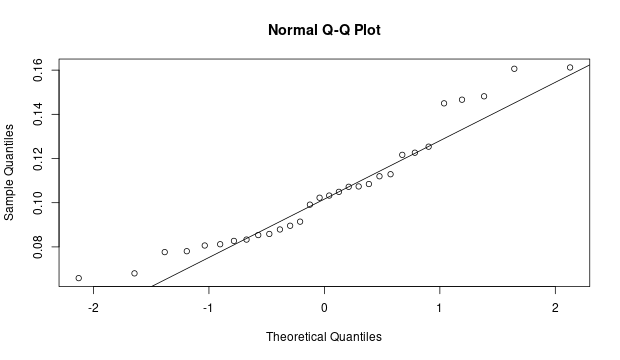 Normal Q-Q Plot
Sample Quantiles
0.16
0.14
0.12
0.10
0.08
-2 -1 0 1 2
Theoretical Quantiles